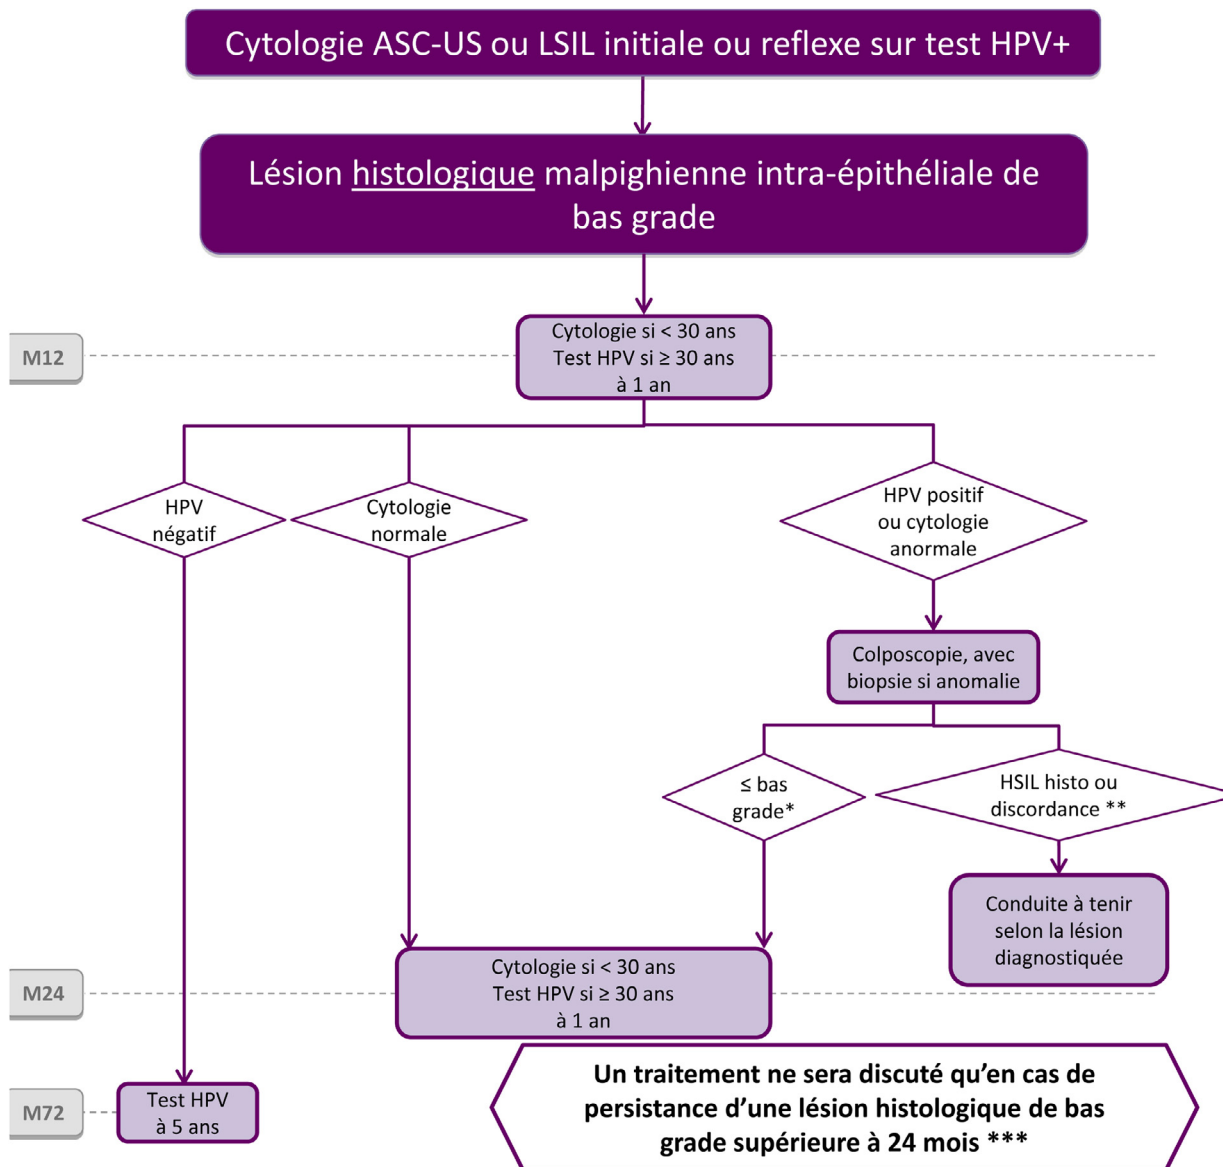 Cytologie ASC-US ou LSIL initiale ou reflexe sur test HPV+
Lésion histologique malpighienne intra-épithéliale de
bas grade
M12
Cytologie si < 30 ans
Test HPV si ≥ 30 ans
à 1 an
HPV
négatif
Cytologie
normale
HPV positif
ou cytologie
anormale
Colposcopie, avec
biopsie si anomalie
≤ bas
grade*
HSIL histo ou
discordance **
Conduite à tenir
selon la lésion
diagnostiquée
M24
Cytologie si < 30 ans
Test HPV si ≥ 30 ans
à 1 an
M72
Test HPV
à 5 ans
Un traitement ne sera discuté qu’en cas de
persistance d’une lésion histologique de bas
grade supérieure à 24 mois ***